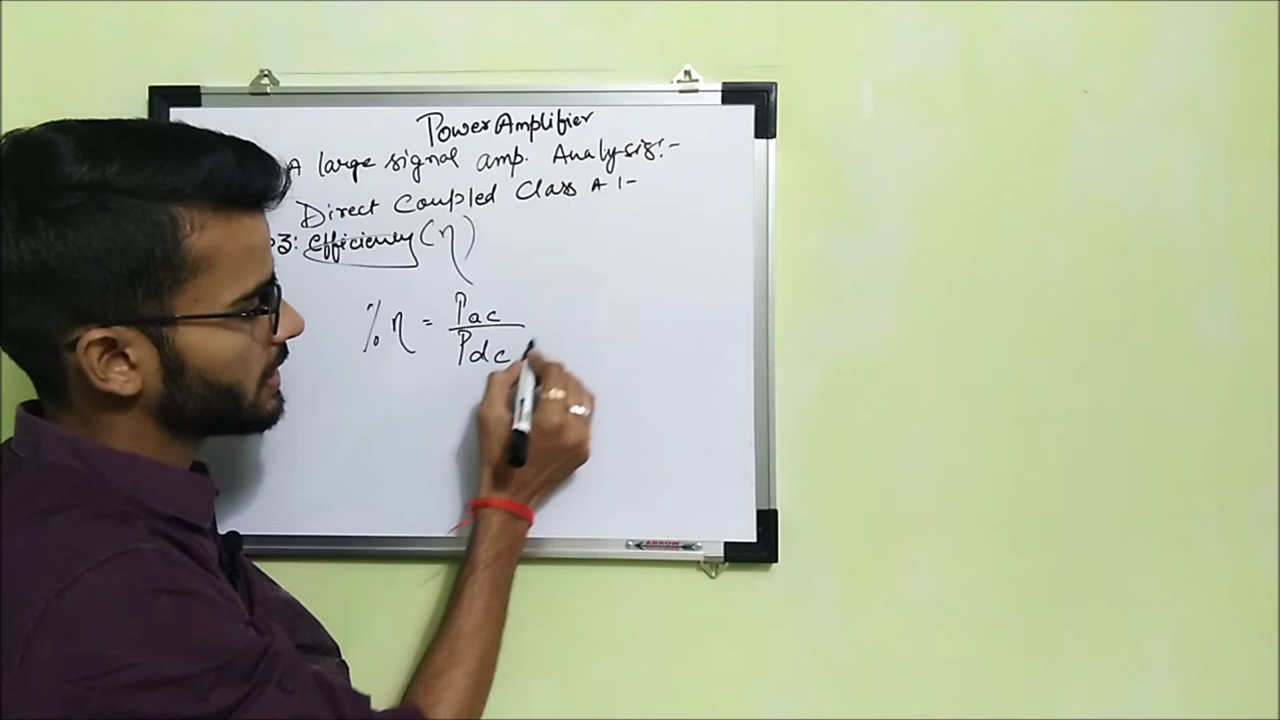 Power Amplifier
A large signal amp. Analysis:-
Direct Coupled Class A :-
3: efficiency (η)
% η = Pac / Pdc